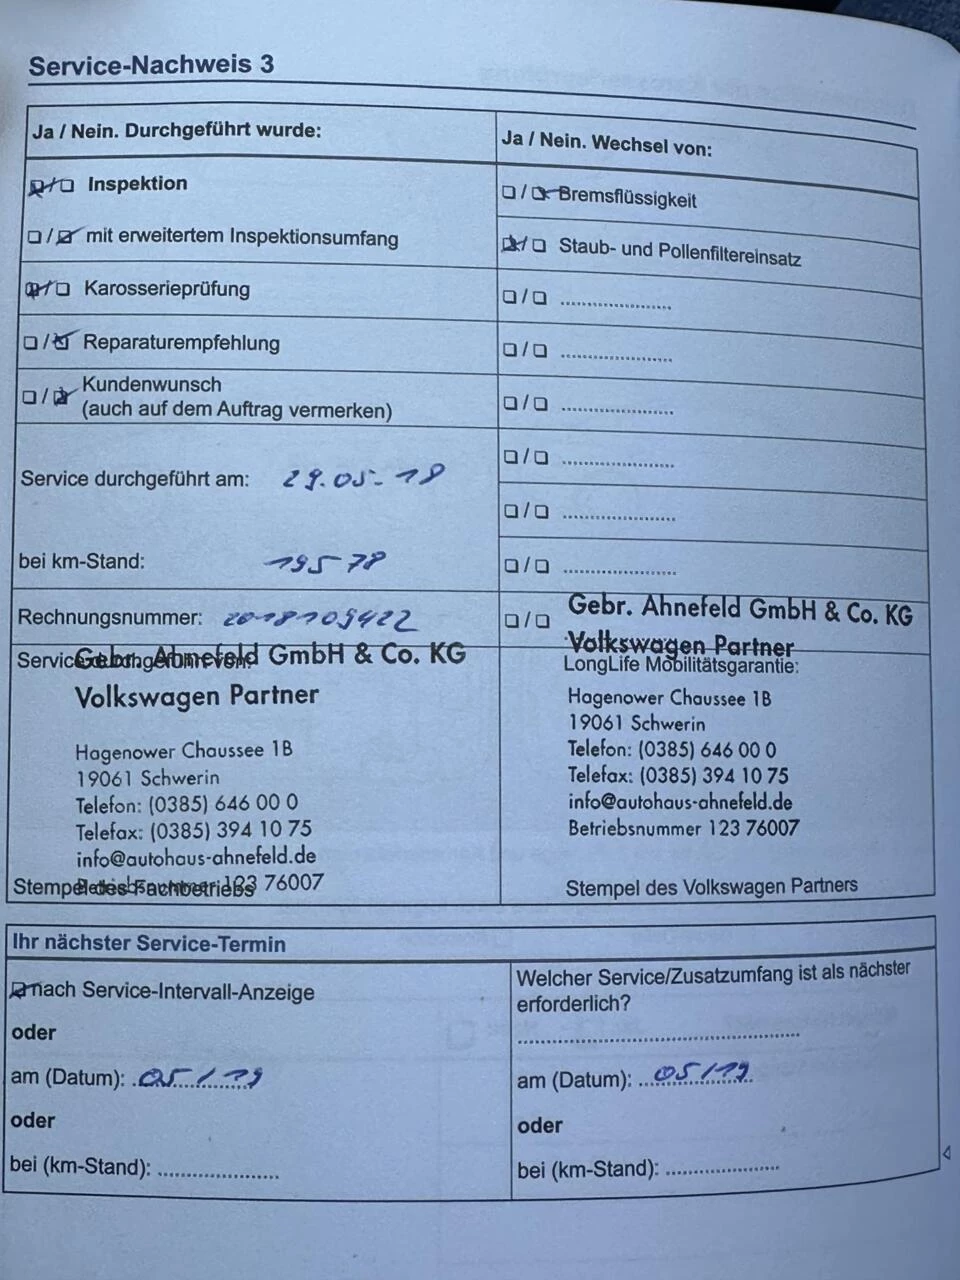 Service-Nachweis 3
Ja / Nein. Durchgeführt wurde:
☒/☐ Inspektion
☐/☒ mit erweitertem Inspektionsumfang
☒/☐ Karosserieprüfung
☐/☒ Reparaturempfehlung
☐/☒ Kundenwunsch
(auch auf dem Auftrag vermerken)
Service durchgeführt am: 29.05-18
bei km-Stand: 19578
Rechnungsnummer: 2018109422
Service durchgeführt von:
Gebr. Ahnefeld GmbH & Co. KG
Volkswagen Partner
Hagenower Chaussee 1B
19061 Schwerin
Telefon: (0385) 646 00 0
Telefax: (0385) 394 10 75
info@autohaus-ahnefeld.de
Betriebsnummer 123 76007
Stempel des Fachbetriebs
Ja / Nein. Wechsel von:
☐/☒ Bremsflüssigkeit
☒/☐ Staub- und Pollenfiltereinsatz
☐/☐ ......................
☐/☐ ......................
☐/☐ ......................
☐/☐ ......................
☐/☐ ......................
☐/☐ ......................
☐/☐
Gebr. Ahnefeld GmbH & Co. KG
Volkswagen Partner
LongLife Mobilitätsgarantie:
Hagenower Chaussee 1B
19061 Schwerin
Telefon: (0385) 646 00 0
Telefax: (0385) 394 10 75
info@autohaus-ahnefeld.de
Betriebsnummer 123 76007
Stempel des Volkswagen Partners
Ihr nächster Service-Termin
☒ nach Service-Intervall-Anzeige
oder
am (Datum): 05/19
oder
bei (km-Stand): ......................
Welcher Service/Zusatzumfang ist als nächster
erforderlich?
......................
am (Datum): 05/19
oder
bei (km-Stand): ......................